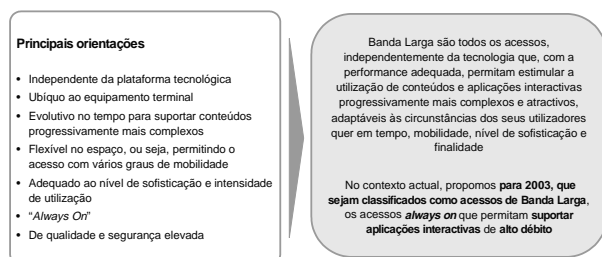 Principais orientações
• Independente da plataforma tecnológica
• Ubíquo ao equipamento terminal
• Evolutivo no tempo para suportar conteúdos
progressivamente mais complexos
• Flexível no espaço, ou seja, permitindo o
acesso com vários graus de mobilidade
• Adequado ao nível de sofisticação e intensidade
de utilização
• “Always On”
• De qualidade e segurança elevada
Banda Larga são todos os acessos,
independentemente da tecnologia que, com a
performance adequada, permitam estimular a
utilização de conteúdos e aplicações interactivas
progressivamente mais complexos e atractivos,
adaptáveis às circunstâncias dos seus utilizadores
quer em tempo, mobilidade, nível de sofisticação e
finalidade
No contexto actual, propomos para 2003, que
sejam classificados como acessos de Banda Larga,
os acessos always on que permitam suportar
aplicações interactivas de alto débito